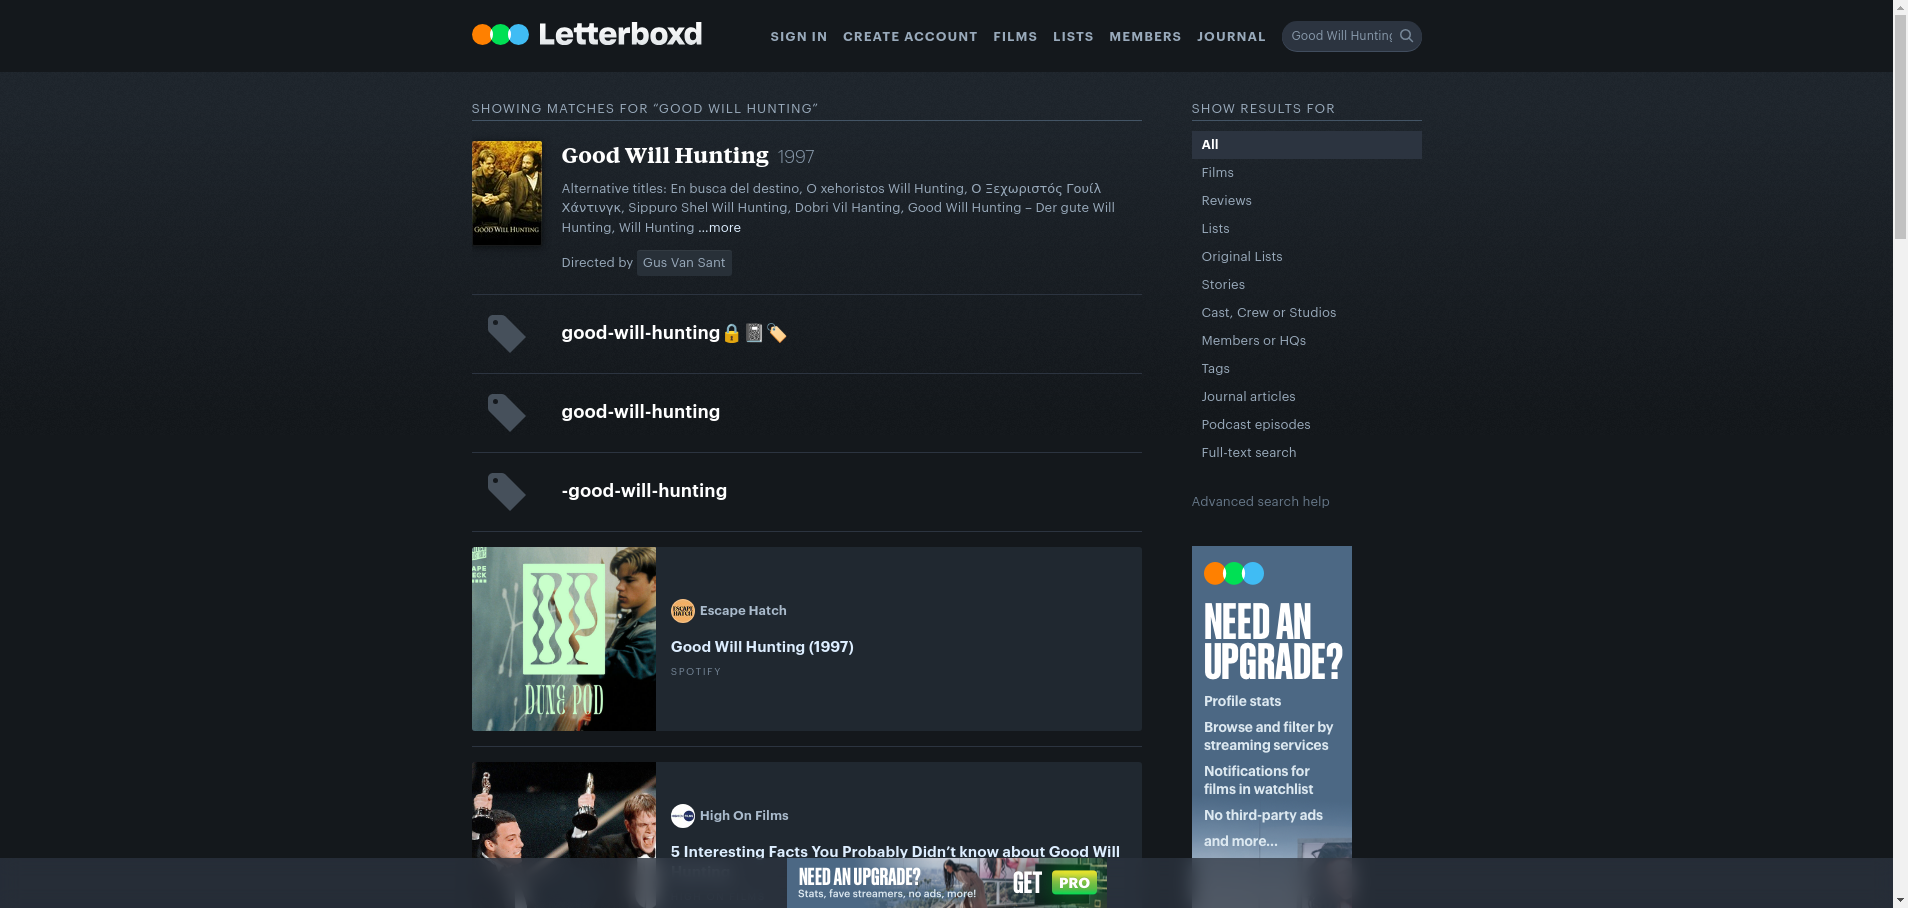 Letterboxd
SIGN IN
CREATE ACCOUNT
FILMS
LISTS
MEMBERS
JOURNAL
Good Will Hunting
SHOWING MATCHES FOR “GOOD WILL HUNTING”
GOOD WILL HUNTING
Good Will Hunting 1997
Alternative titles: En busca del destino, O xehoristos Will Hunting, Ο Ξεχωριστός Γουίλ
Χάντινγκ, Sippuro Shel Will Hunting, Dobri Vil Hanting, Good Will Hunting – Der gute Will
Hunting, Will Hunting ...more
Directed by Gus Van Sant
good-will-hunting🔒📓🏷️
good-will-hunting
-good-will-hunting
DUNE POD
ESCAPE HATCH
Escape Hatch
Good Will Hunting (1997)
SPOTIFY
High On Films
5 Interesting Facts You Probably Didn’t know about Good Will
SHOW RESULTS FOR
All
Films
Reviews
Lists
Original Lists
Stories
Cast, Crew or Studios
Members or HQs
Tags
Journal articles
Podcast episodes
Full-text search
Advanced search help
NEED AN
UPGRADE?
Profile stats
Browse and filter by
streaming services
Notifications for
films in watchlist
No third-party ads
and more...
NEED AN UPGRADE?
Stats, fave streamers, no ads, more!
GET PRO